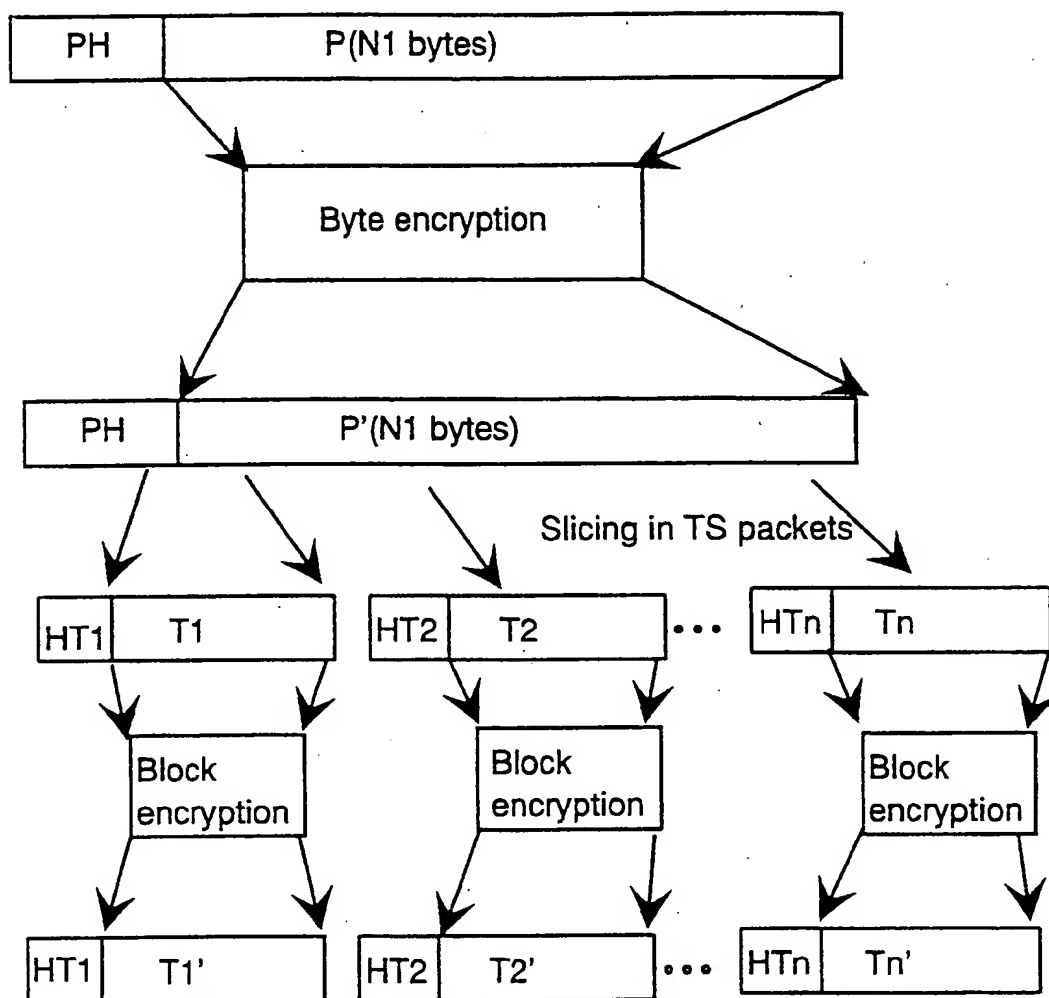 PH P(N1 bytes)
Byte encryption
PH P'(N1 bytes)
Slicing in TS packets
HT1 T1 HT2 T2 ••• HTn Tn
Block
encryption
Block
encryption
Block
encryption
HT1 T1' HT2 T2' ••• HTn Tn'